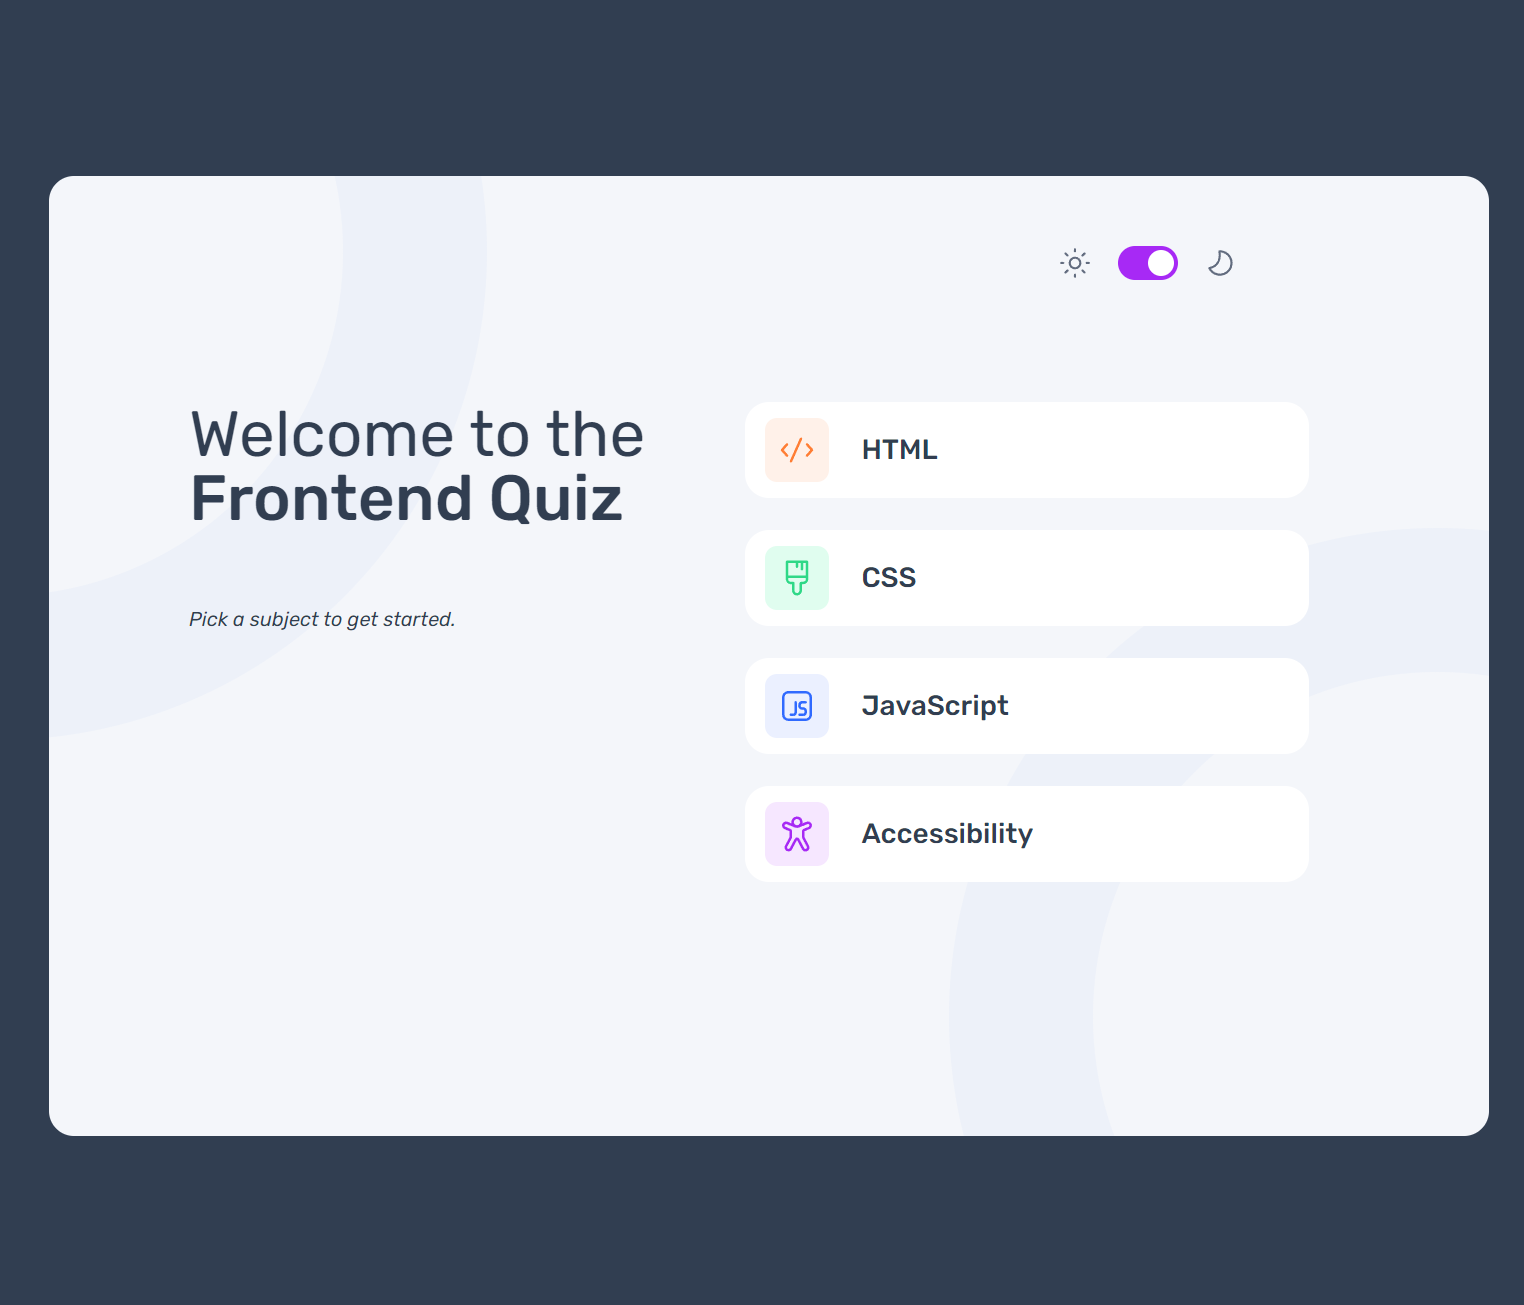 Welcome to the
Frontend Quiz
Pick a subject to get started.
HTML
CSS
JS
JavaScript
Accessibility